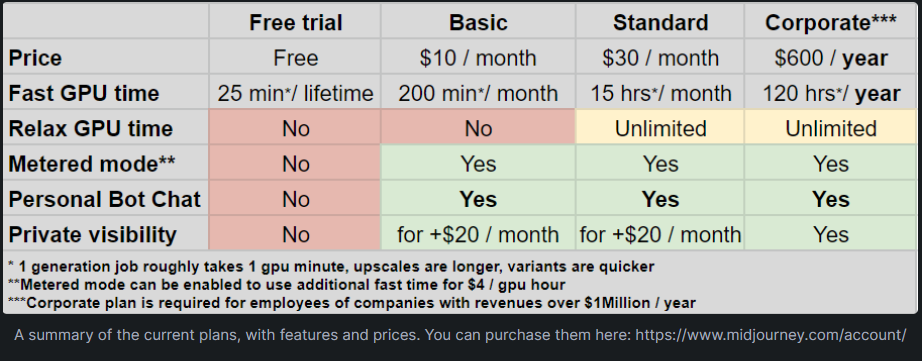 Free trial Basic Standard Corporate***
Price Free $10 / month $30 / month $600 / year
Fast GPU time 25 min*/ lifetime 200 min*/ month 15 hrs*/ month 120 hrs*/ year
Relax GPU time No No Unlimited Unlimited
Metered mode** No Yes Yes Yes
Personal Bot Chat No Yes Yes Yes
Private visibility No for +$20 / month for +$20 / month Yes
* 1 generation job roughly takes 1 gpu minute, upscales are longer, variants are quicker
**Metered mode can be enabled to use additional fast time for $4 / gpu hour
***Corporate plan is required for employees of companies with revenues over $1Million / year
A summary of the current plans, with features and prices. You can purchase them here: https://www.midjourney.com/account/